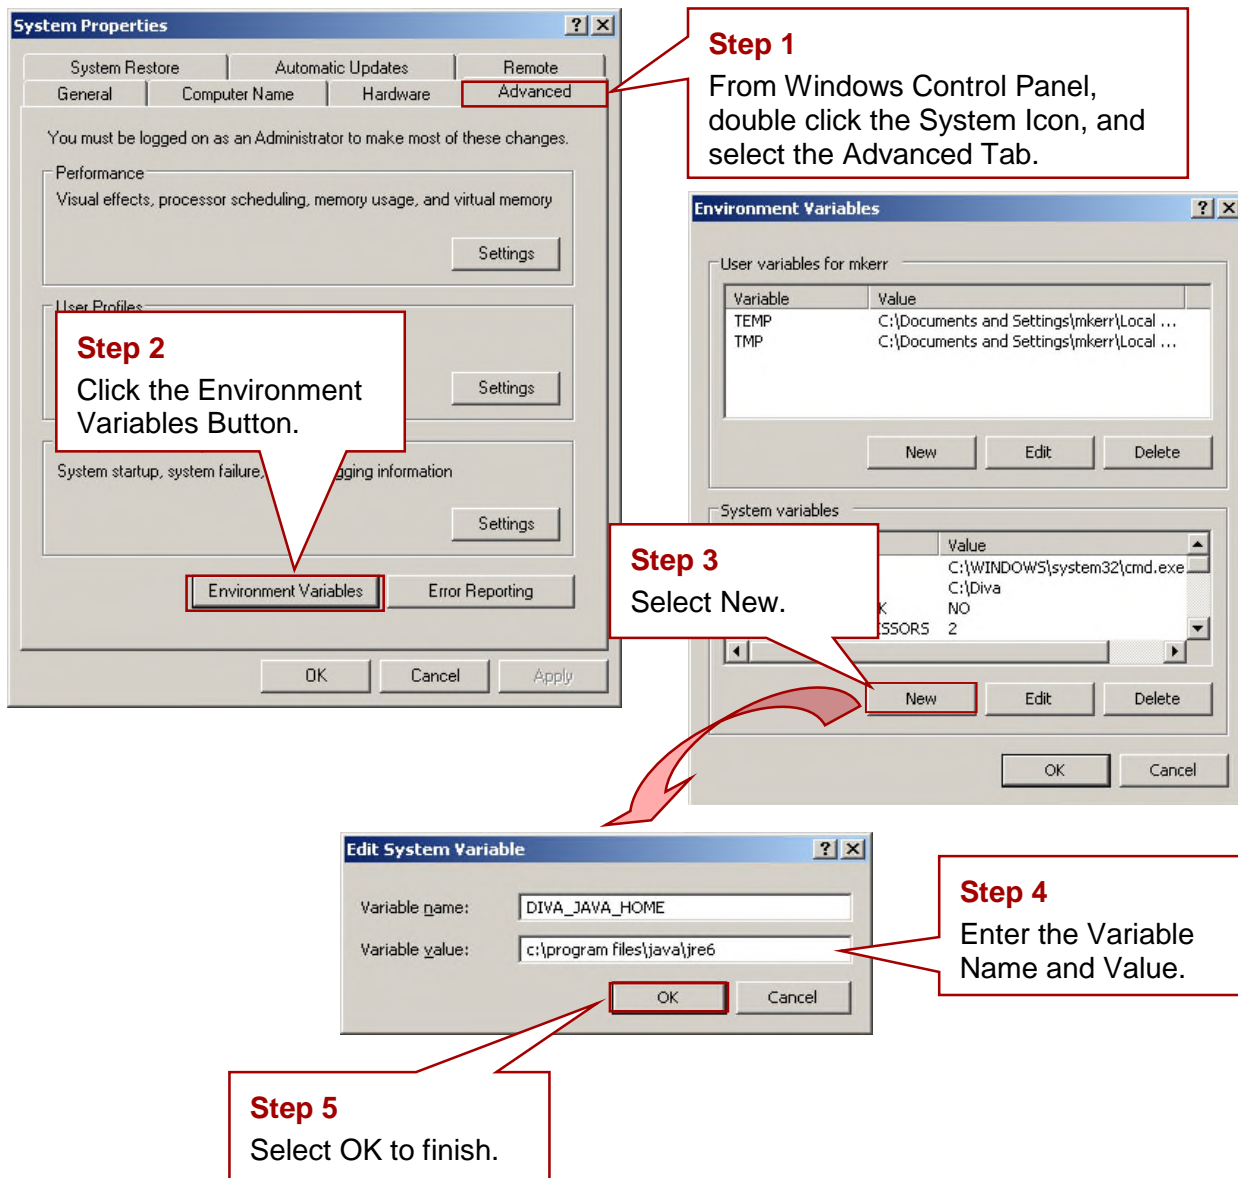 System Properties
System Restore
Automatic Updates
Remote
General
Computer Name
Hardware
Advanced
You must be logged on as an Administrator to make most of these changes.
Performance
Visual effects, processor scheduling, memory usage, and virtual memory
Settings
User Profiles
Settings
System startup, system failure,
gging information
Settings
Environment Variables
Error Reporting
OK
Cancel
Apply
Step 1
From Windows Control Panel,
double click the System Icon, and
select the Advanced Tab.
Step 2
Click the Environment
Variables Button.
Environment Variables
User variables for mkerr
Variable Value
TEMP C:\Documents and Settings\mkerr\Local ...
TMP C:\Documents and Settings\mkerr\Local ...
New
Edit
Delete
System variables
Value
C:\WINDOWS\system32\cmd.exe
C:\Diva
K NO
ESSORS 2
New
Edit
Delete
OK
Cancel
Step 3
Select New.
Edit System Variable
Variable name: DIVA_JAVA_HOME
Variable value: c:\program files\java\jre6
OK
Cancel
Step 4
Enter the Variable
Name and Value.
Step 5
Select OK to finish.